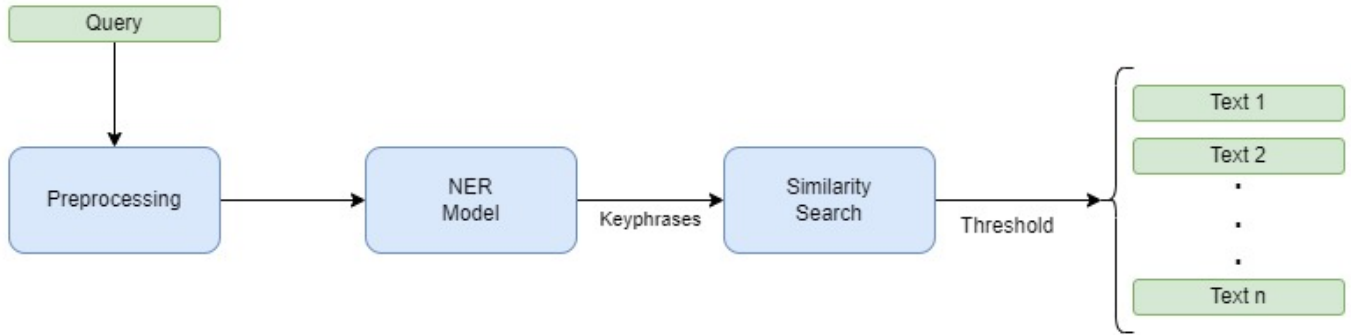 Query
Preprocessing
NER
Model
Keyphrases
Similarity
Search
Threshold
Text 1
Text 2
Text n